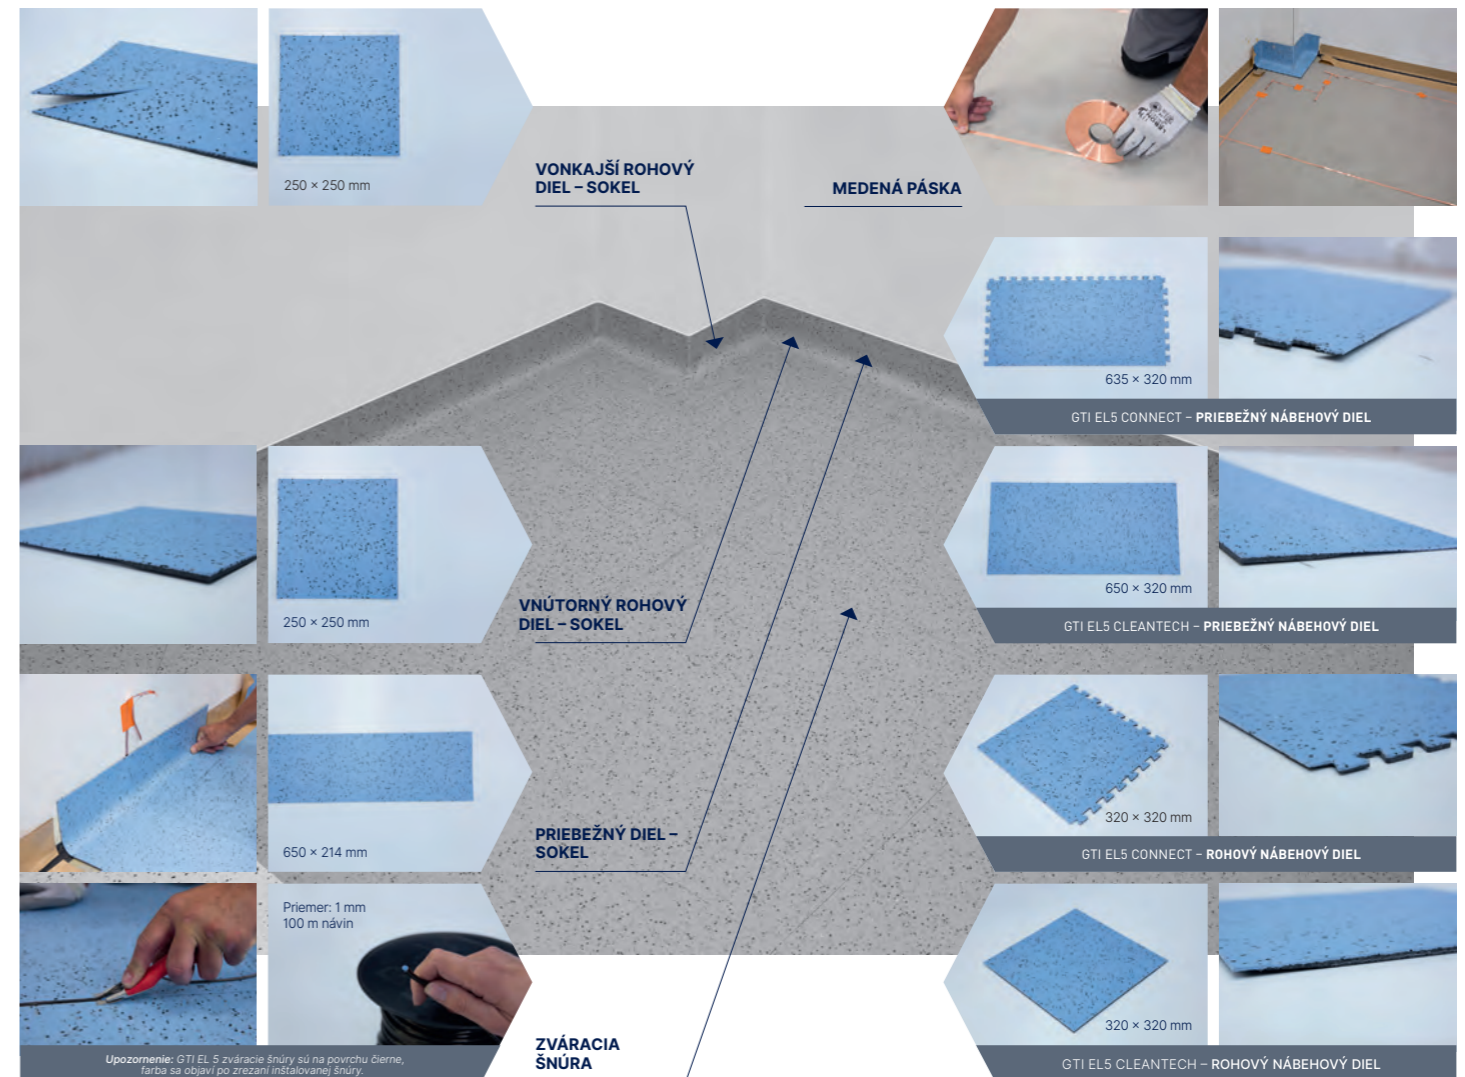 250 × 250 mm
VONKAJŠÍ ROHOVÝ
DIEL – SOKEL
MEDENÁ PÁSKA
635 × 320 mm
GTI EL5 CONNECT – PRIEBEŽNÝ NÁBEHOVÝ DIEL
250 × 250 mm
VNÚTORNÝ ROHOVÝ
DIEL – SOKEL
650 × 320 mm
GTI EL5 CLEANTECH – PRIEBEŽNÝ NÁBEHOVÝ DIEL
650 × 214 mm
PRIEBEŽNÝ DIEL –
SOKEL
320 × 320 mm
GTI EL5 CONNECT – ROHOVÝ NÁBEHOVÝ DIEL
Priemer: 1 mm
100 m návin
Upozornenie: GTI EL 5 zváracie šnúry sú na povrchu čierne,
farba sa objaví po zrezaní inštalovanej šnúry.
ZVÁRACIA
ŠNÚRA
320 × 320 mm
GTI EL5 CLEANTECH – ROHOVÝ NÁBEHOVÝ DIEL